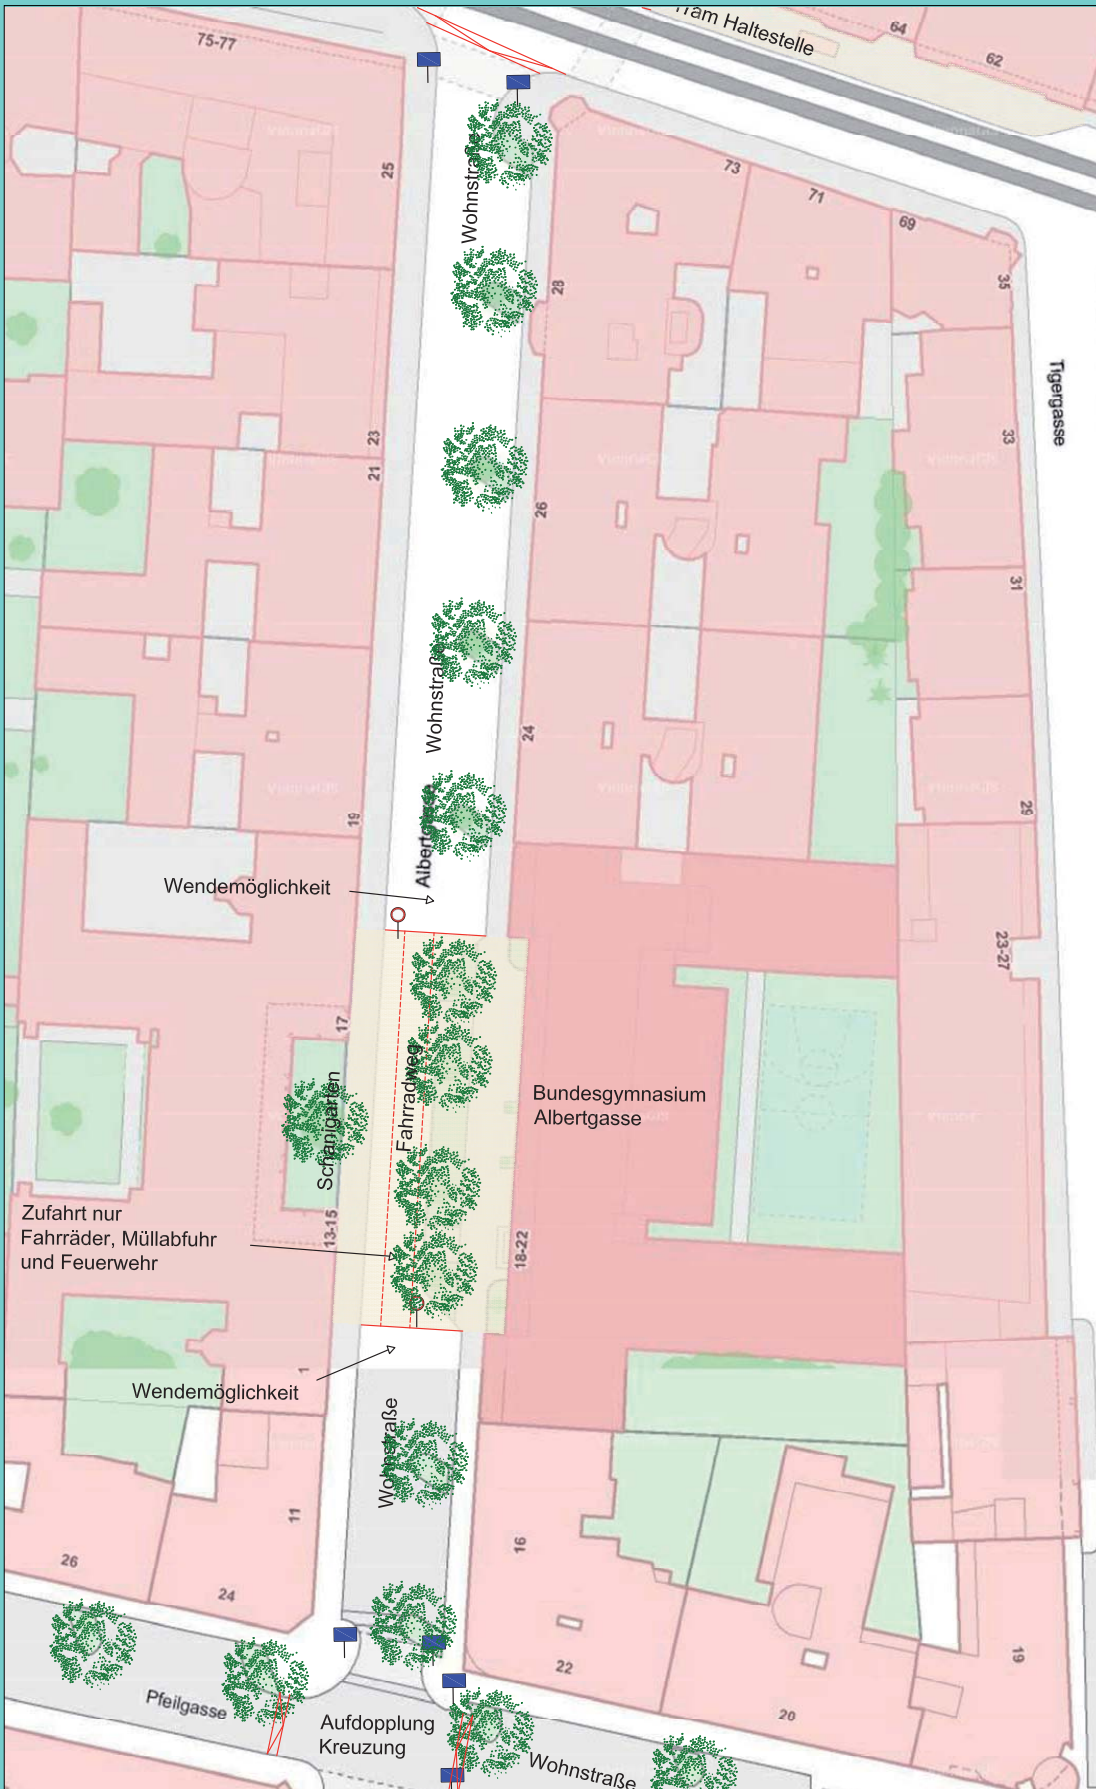 75-77
Tram Haltestelle
64
62
25
Wohnstraße
73
71
69
35
28
Tigergasse
33
23
21
26
31
Wohnstraße
24
19
29
Albertgasse
Wendemöglichkeit
23-27
17
Fahrradweg
Schanigarten
Bundesgymnasium
Albertgasse
Zufahrt nur
Fahrräder, Müllabfuhr
und Feuerwehr
13-15
18-22
1
Wendemöglichkeit
Wohnstraße
11
16
26
24
22
19
20
Pfeilgasse
Aufdopplung
Kreuzung
Wohnstraße